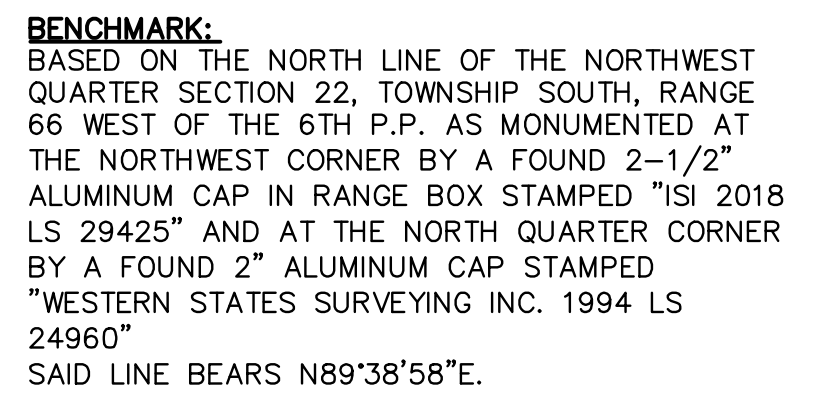 BENCHMARK:
BASED ON THE NORTH LINE OF THE NORTHWEST
QUARTER SECTION 22, TOWNSHIP SOUTH, RANGE
66 WEST OF THE 6TH P.P. AS MONUMENTED AT
THE NORTHWEST CORNER BY A FOUND 2–1/2”
ALUMINUM CAP IN RANGE BOX STAMPED ”ISI 2018
LS 29425” AND AT THE NORTH QUARTER CORNER
BY A FOUND 2” ALUMINUM CAP STAMPED
”WESTERN STATES SURVEYING INC. 1994 LS
24960”
SAID LINE BEARS N89°38’58”E.